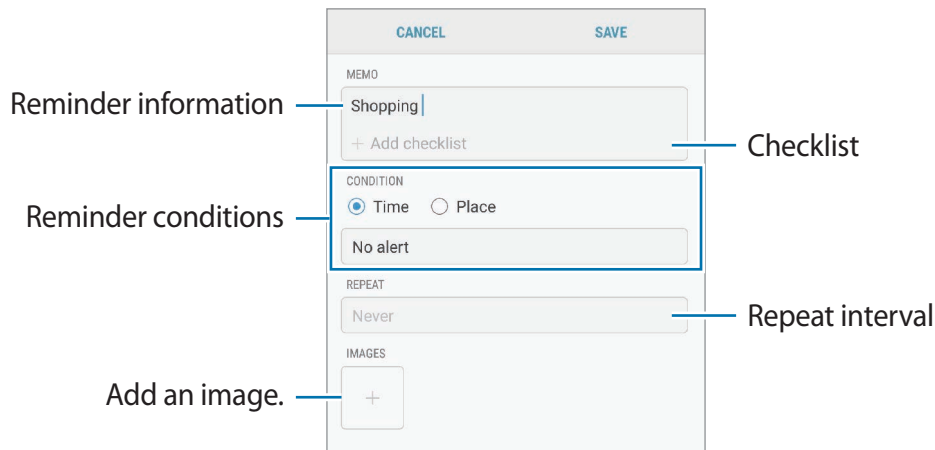 CANCEL SAVE
MEMO
Reminder information
Shopping
+ Add checklist
Checklist
CONDITION
Reminder conditions
Time Place
No alert
REPEAT
Never
Repeat interval
IMAGES
Add an image.
+